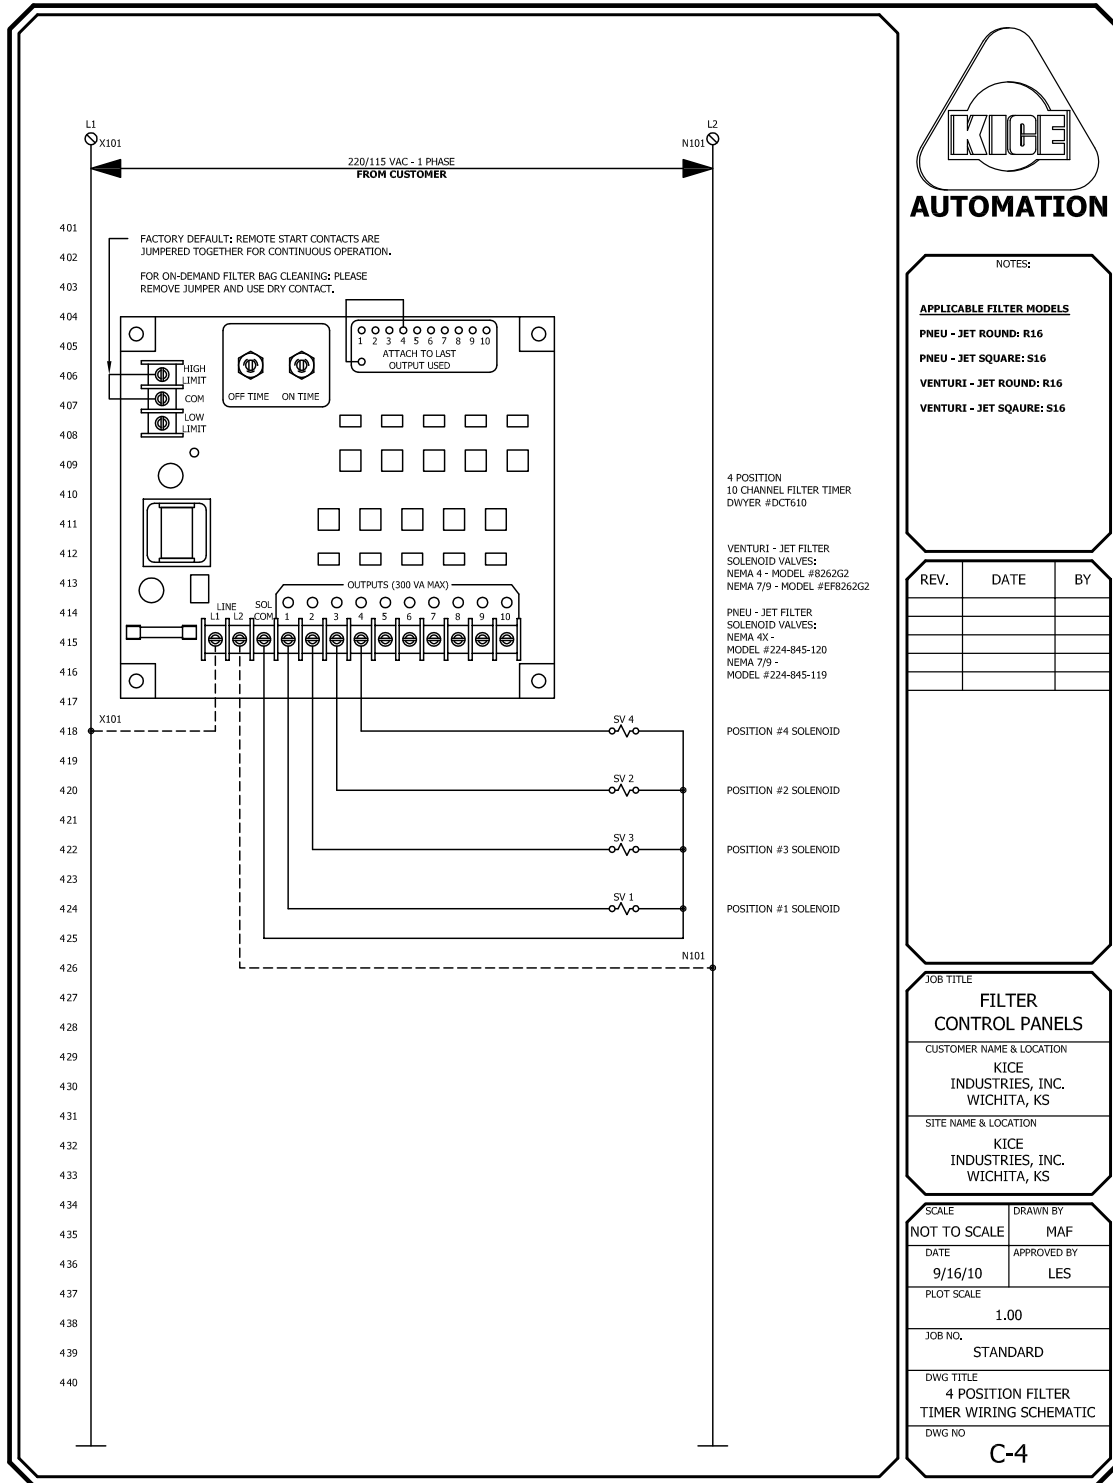 L1
X101
L2
N101
220/115 VAC - 1 PHASE
FROM CUSTOMER
401
402
403
404
405
406
407
408
409
410
411
412
413
414
415
416
417
418
419
420
421
422
423
424
425
426
427
428
429
430
431
432
433
434
435
436
437
438
439
440
FACTORY DEFAULT: REMOTE START CONTACTS ARE
JUMPERED TOGETHER FOR CONTINUOUS OPERATION.
FOR ON-DEMAND FILTER BAG CLEANING: PLEASE
REMOVE JUMPER AND USE DRY CONTACT.
HIGH
LIMIT
COM
LOW
LIMIT
OFF TIME ON TIME
1 2 3 4 5 6 7 8 9 10
ATTACH TO LAST
OUTPUT USED
OUTPUTS (300 VA MAX)
LINE
L1 L2
SOL
COM
1 2 3 4 5 6 7 8 9 10
4 POSITION
10 CHANNEL FILTER TIMER
DWYER #DCT610
VENTURI - JET FILTER
SOLENOID VALVES:
NEMA 4 - MODEL #8262G2
NEMA 7/9 - MODEL #EF8262G2
PNEU - JET FILTER
SOLENOID VALVES:
NEMA 4X -
MODEL #224-845-120
NEMA 7/9 -
MODEL #224-845-119
X101
SV 4
POSITION #4 SOLENOID
SV 2
POSITION #2 SOLENOID
SV 3
POSITION #3 SOLENOID
SV 1
POSITION #1 SOLENOID
N101
KICE
AUTOMATION
NOTES:
APPLICABLE FILTER MODELS
PNEU - JET ROUND: R16
PNEU - JET SQUARE: S16
VENTURI - JET ROUND: R16
VENTURI - JET SQAURE: S16
REV. DATE BY
JOB TITLE
FILTER
CONTROL PANELS
CUSTOMER NAME & LOCATION
KICE
INDUSTRIES, INC.
WICHITA, KS
SITE NAME & LOCATION
KICE
INDUSTRIES, INC.
WICHITA, KS
SCALE
NOT TO SCALE
DRAWN BY
MAF
DATE
9/16/10
APPROVED BY
LES
PLOT SCALE
1.00
JOB NO.
STANDARD
DWG TITLE
4 POSITION FILTER
TIMER WIRING SCHEMATIC
DWG NO
C-4